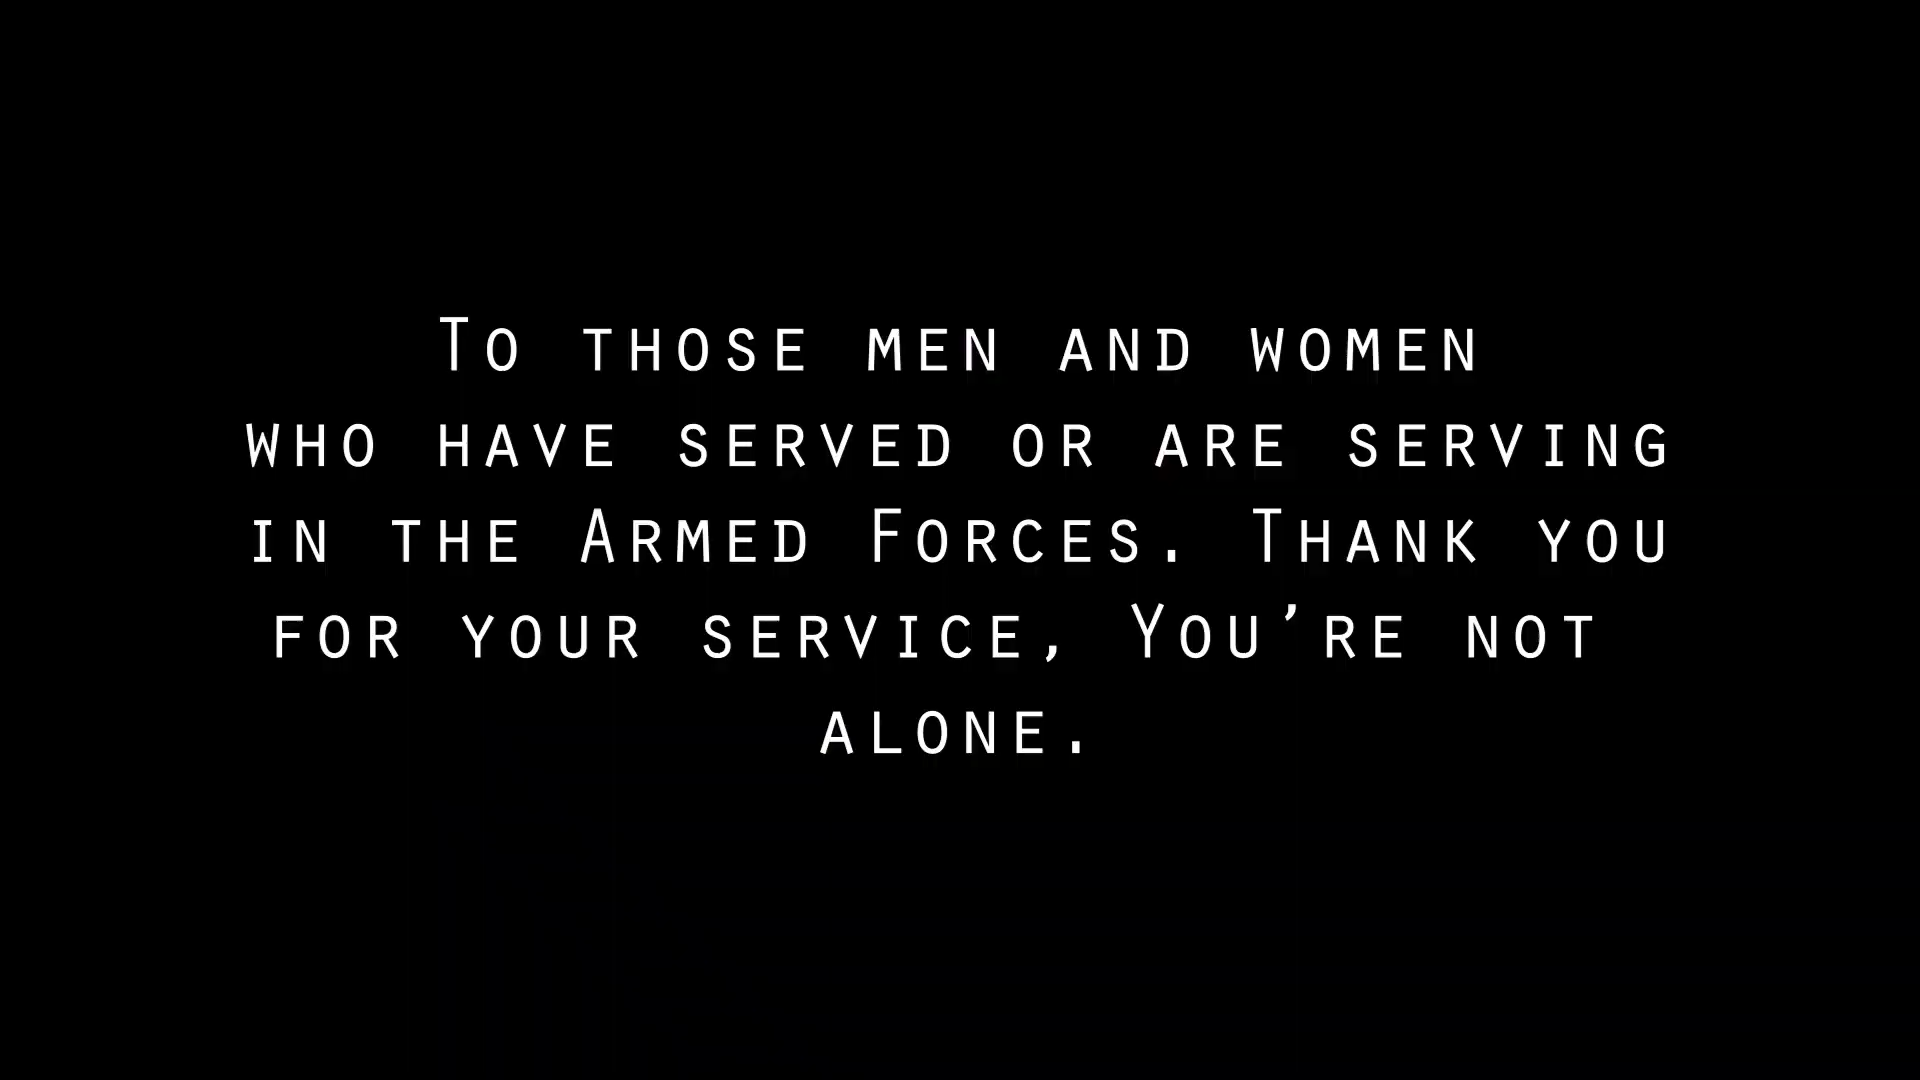 To those men and women
who have served or are serving
in the Armed Forces. Thank you
for your service, You’re not
alone.